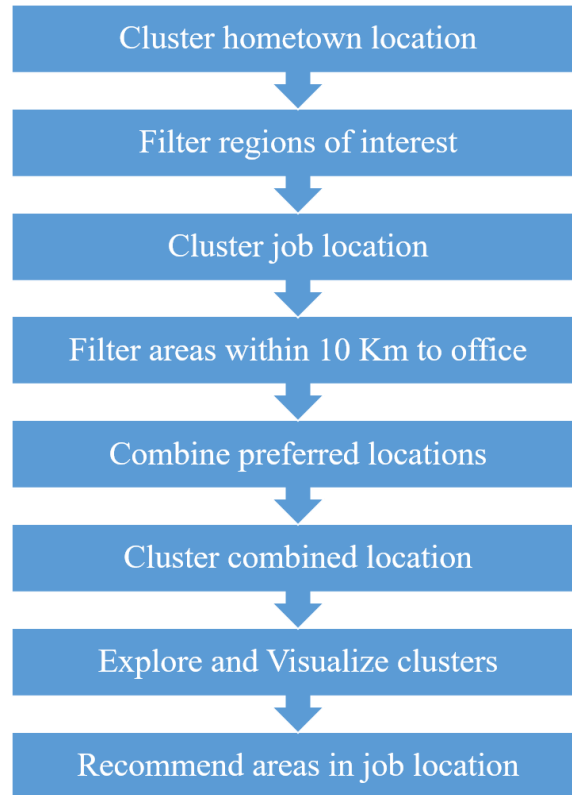 Cluster hometown location
Filter regions of interest
Cluster job location
Filter areas within 10 Km to office
Combine preferred locations
Cluster combined location
Explore and Visualize clusters
Recommend areas in job location